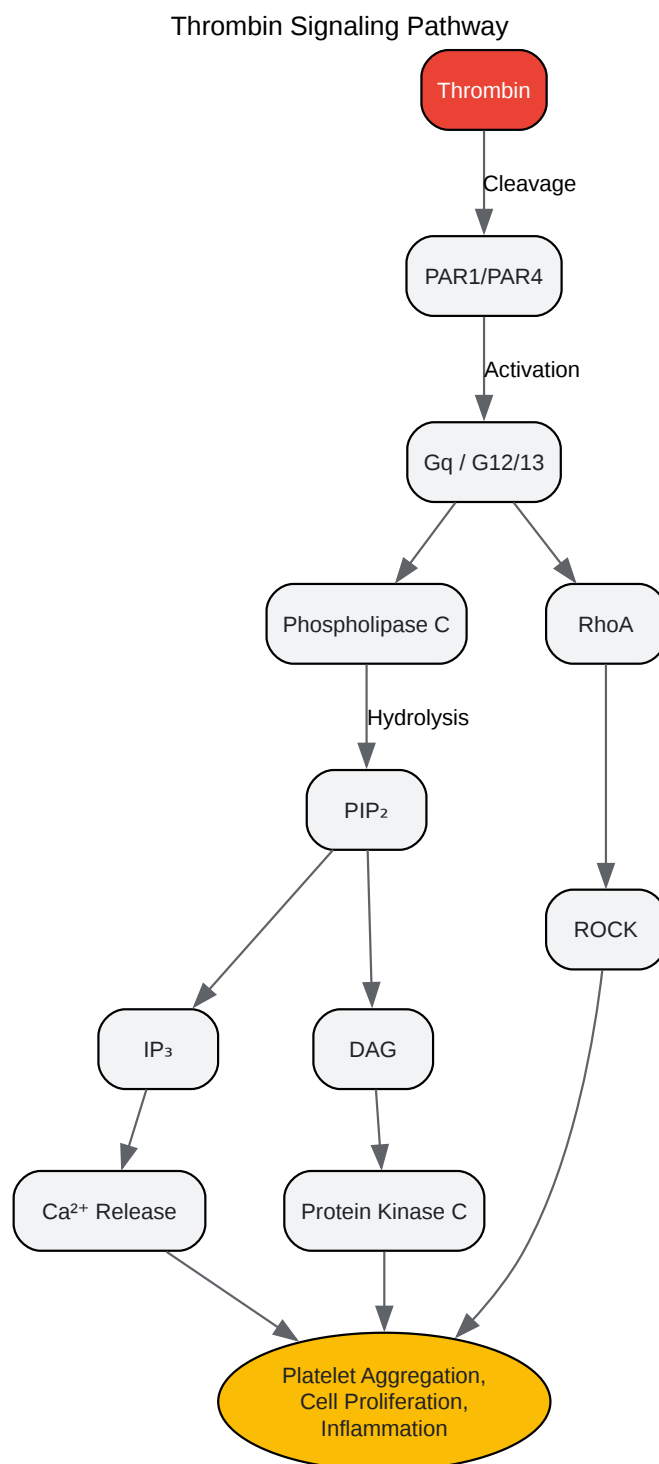 Thrombin Signaling Pathway
Thrombin
Cleavage
PAR1/PAR4
Activation
Gq / G12/13
Phospholipase C
RhoA
Hydrolysis
PIP₂
ROCK
IP₃
DAG
Ca²⁺ Release
Protein Kinase C
Platelet Aggregation,
Cell Proliferation,
Inflammation